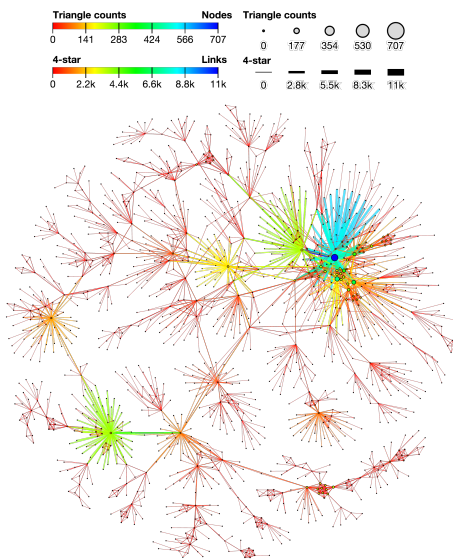 Triangle counts Nodes
0 141 283 424 566 707
4-star Links
0 2.2k 4.4k 6.6k 8.8k 11k
Triangle counts
0 177 354 530 707
4-star
0 2.8k 5.5k 8.3k 11k